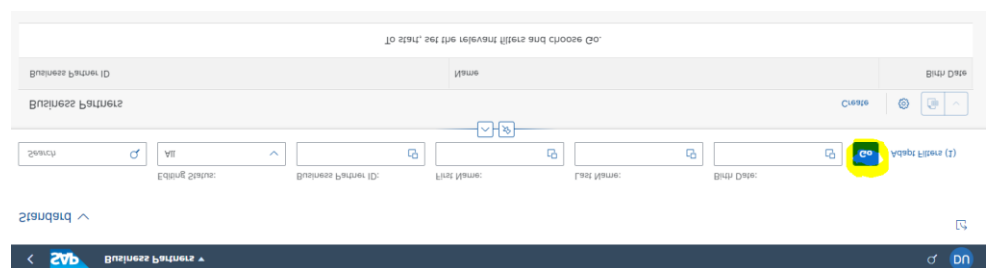 SAP Business Partners DU
Standard
Editing Status: Business Partner ID: First Name: Last Name: Birth Date:
Search All Go Adapt Filters (1)
Business Partners Create
Business Partner ID Name Birth Date
To start, set the relevant filters and choose Go.